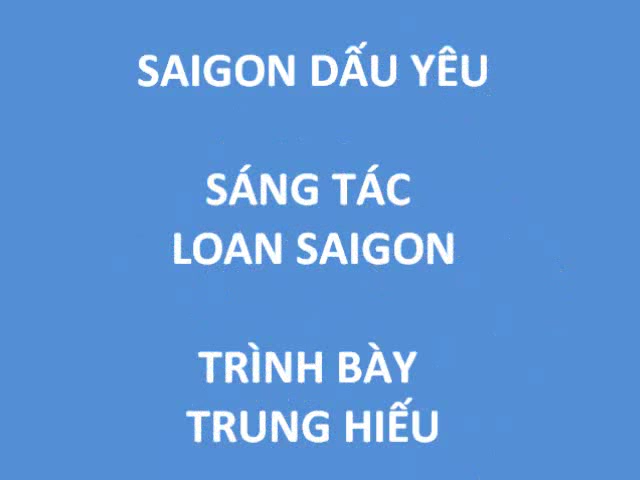 SAIGON DẤU YÊU
SÁNG TÁC
LOAN SAIGON
TRÌNH BÀY
TRUNG HIẾU